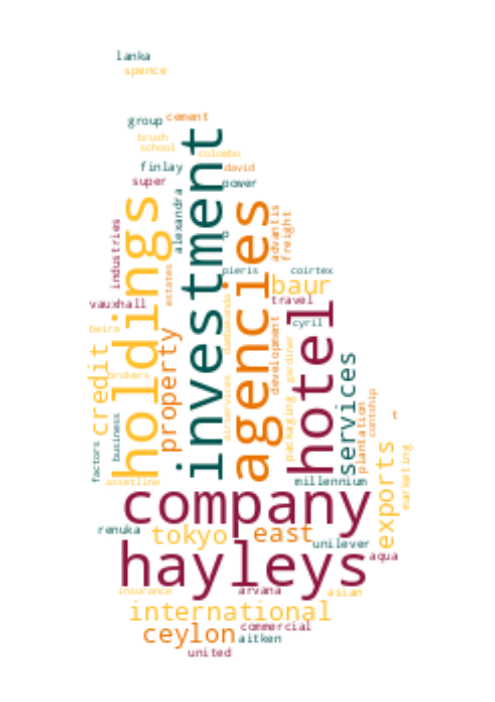 lanka
spence
group
cement
brush
school
colombo
finlay
david
super
power
investment
holdings
agencies
alexandra
industries
advantis
freight
p
pieris
coirtex
estates
baur
vauxhall
travel
dambakanda
hotel
cyril
beira
property
development
gardiner
credit
brokers
airservices
services
packaging
plantation
contship
t
business
factors
exports
marketing
assetline
millennium
company
renuka
tokyo
east
unilever
hayleys
aqua
insurance
arvana
asian
international
ceylon
commercial
aitken
united